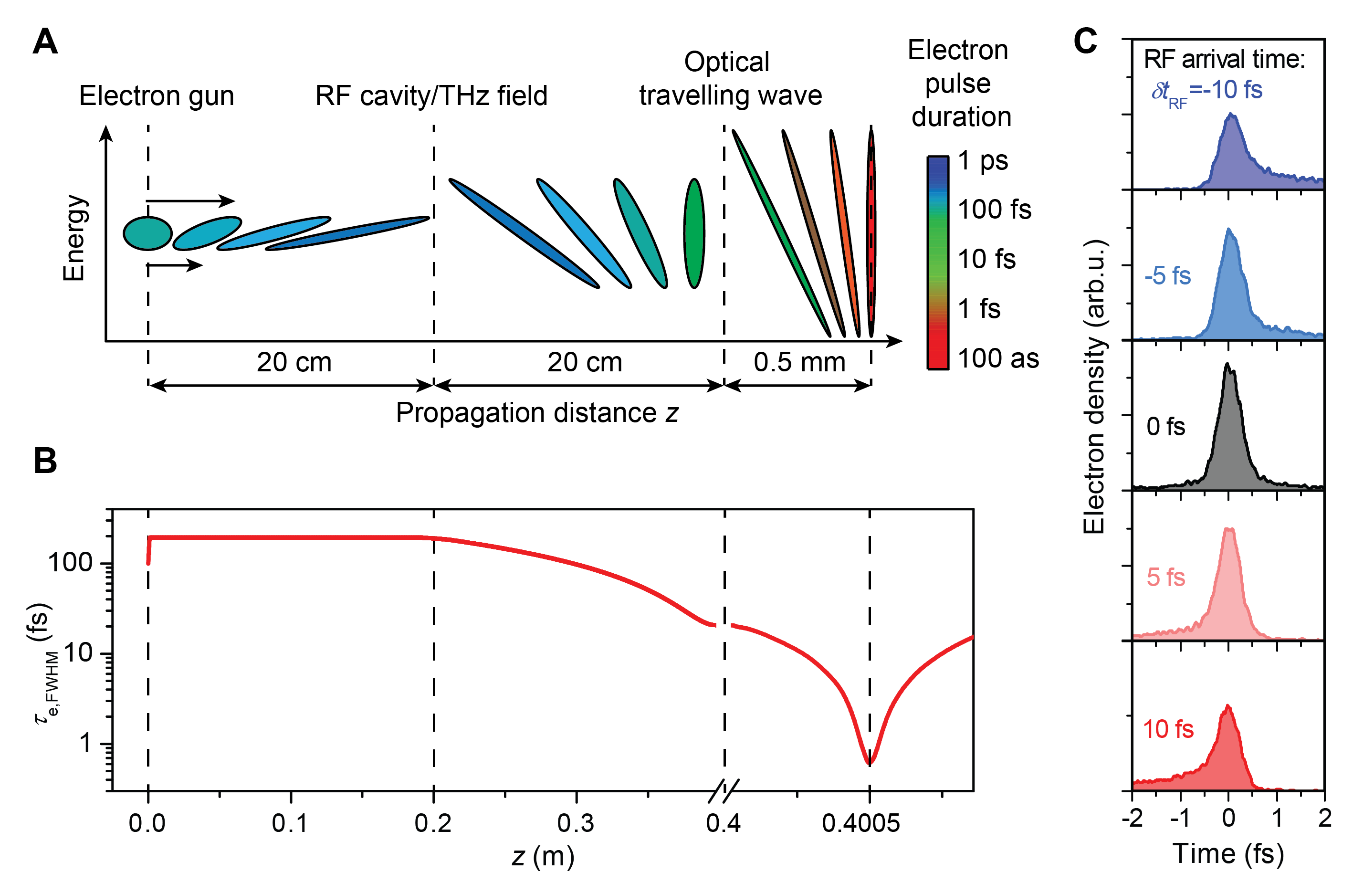 A
Electron gun
RF cavity/THz field
Optical
travelling wave
Electron
pulse
duration
1 ps
100 fs
10 fs
1 fs
100 as
Energy
20 cm
20 cm
0.5 mm
Propagation distance z
B
τe,FWHM (fs)
100
10
1
0.0
0.1
0.2
0.3
0.4
0.4005
z (m)
C
RF arrival time:
δtRF=-10 fs
-5 fs
0 fs
5 fs
10 fs
Electron density (arb.u.)
-2
-1
0
1
2
Time (fs)